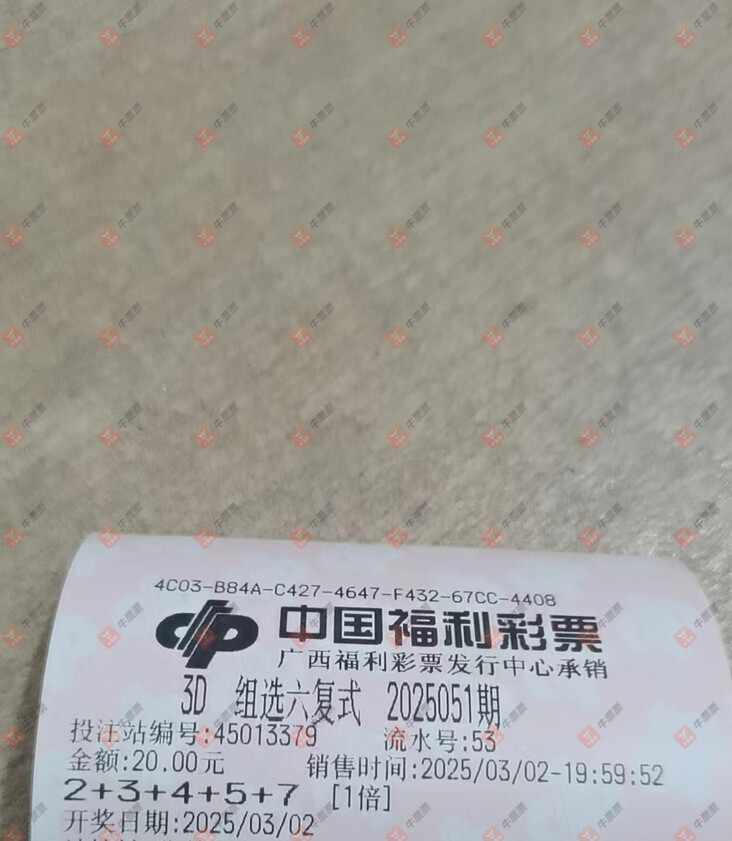 4C03-B84A-C427-4647-F432-67CC-4408
中国福利彩票
广西福利彩票发行中心承销
3D 组选六复式 2025051期
投注站编号:45013379 流水号:53
金额:20.00元 销售时间:2025/03/02-19:59:52
2+3+4+5+7 [1倍]
开奖日期:2025/03/02